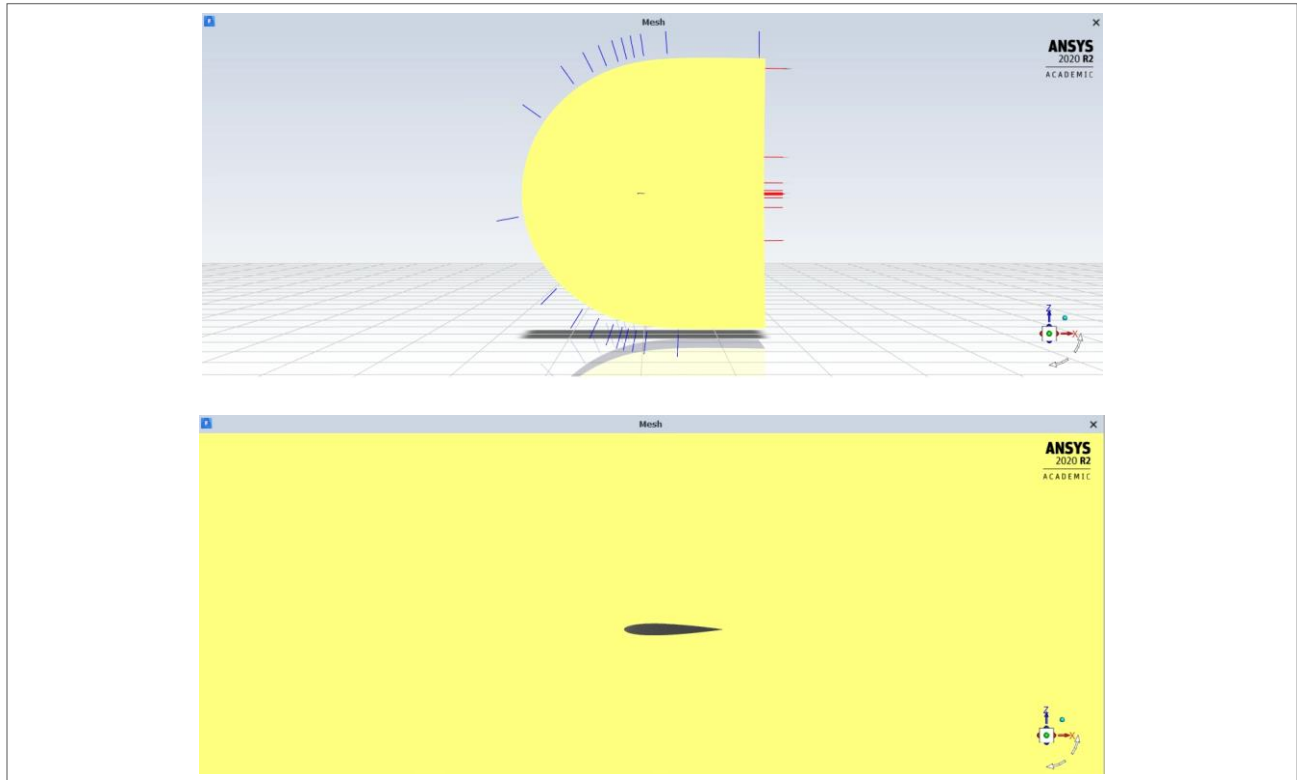 Mesh
ANSYS
2020 R2
ACADEMIC
Z
X
Mesh
ANSYS
2020 R2
ACADEMIC
Z
X